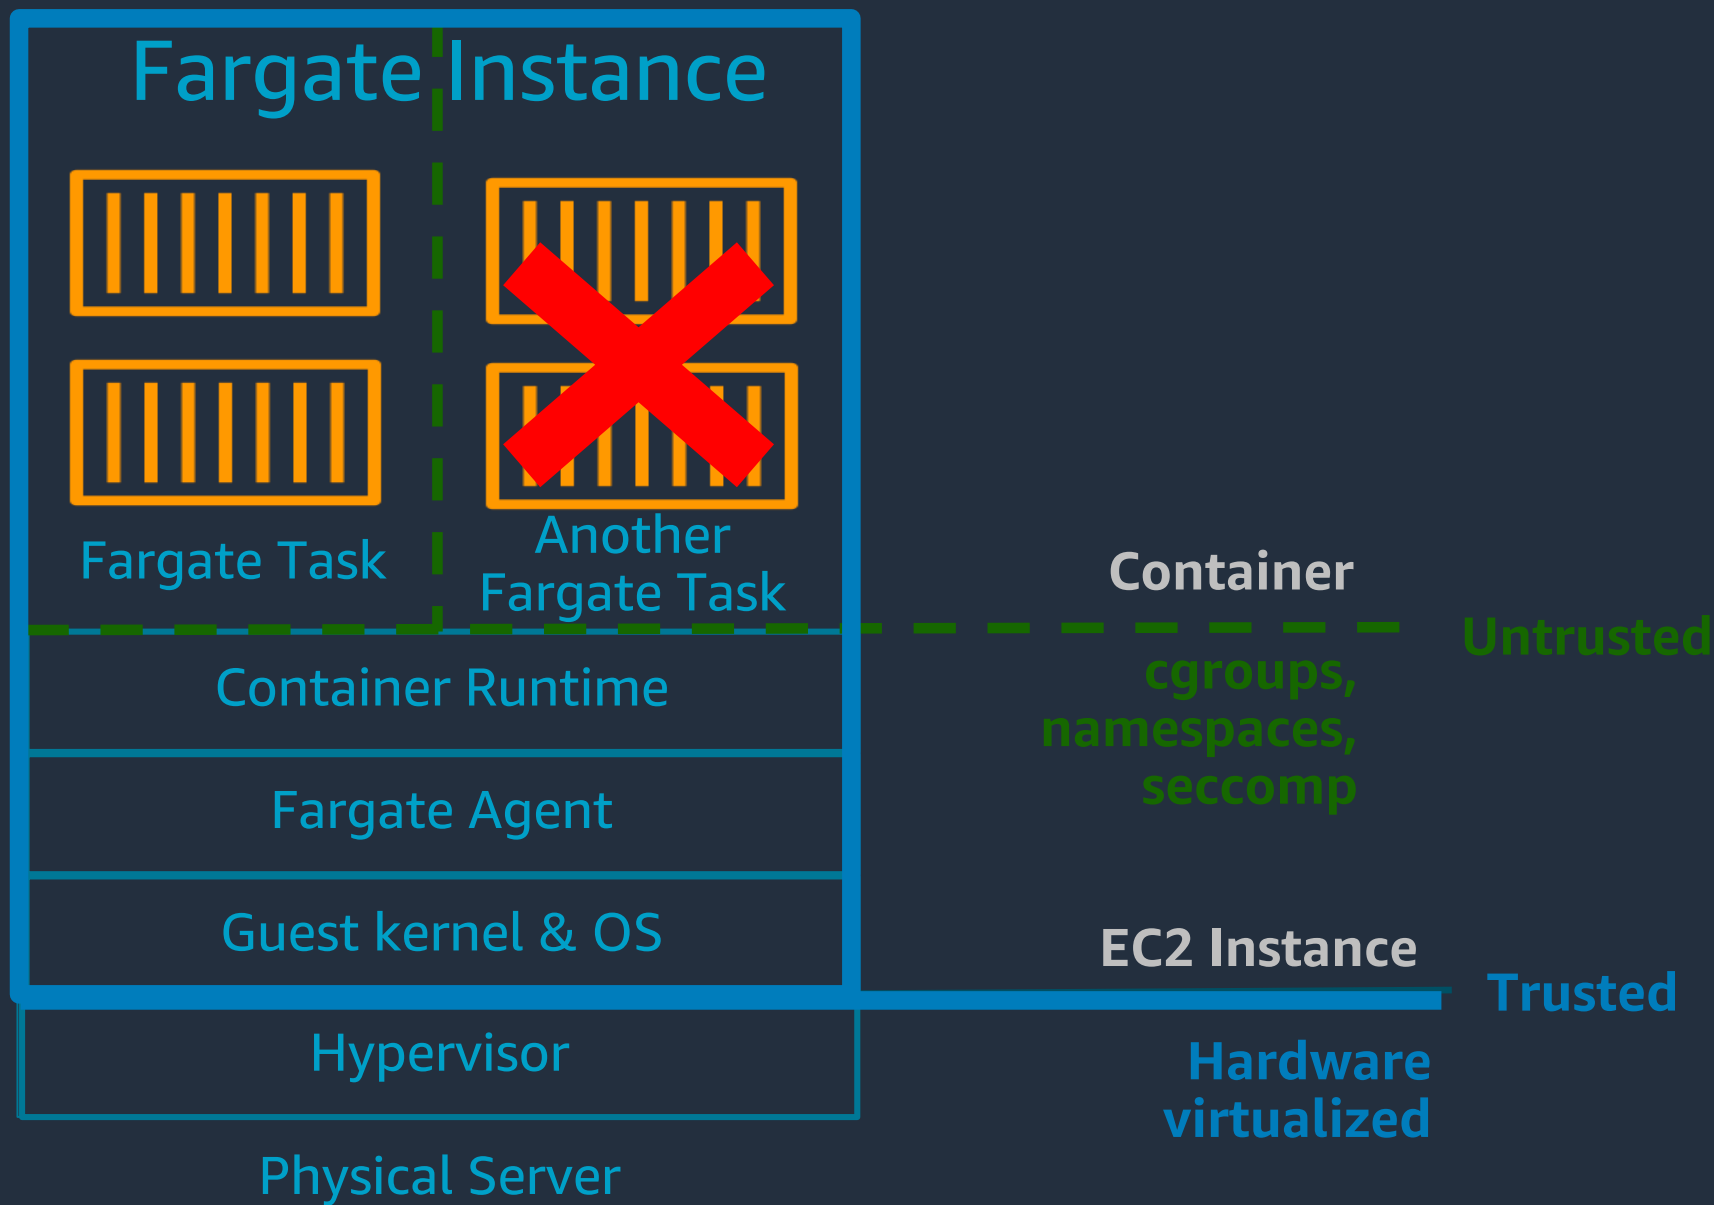 Fargate Instance
Fargate Task
Another
Fargate Task
Container
Untrusted
cgroups,
namespaces,
seccomp
Container Runtime
Fargate Agent
Guest kernel & OS
EC2 Instance
Trusted
Hardware
virtualized
Hypervisor
Physical Server